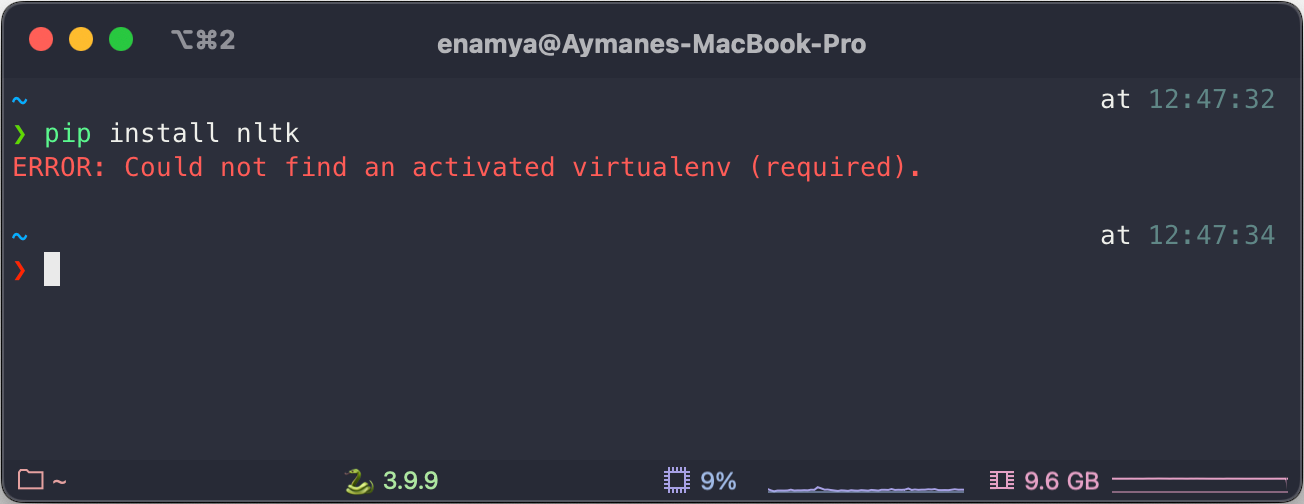 ⌥⌘2
enamya@Aymanes-MacBook-Pro
~ at 12:47:32
❯ pip install nltk
ERROR: Could not find an activated virtualenv (required).
~ at 12:47:34
❯
~ 3.9.9 9% 9.6 GB